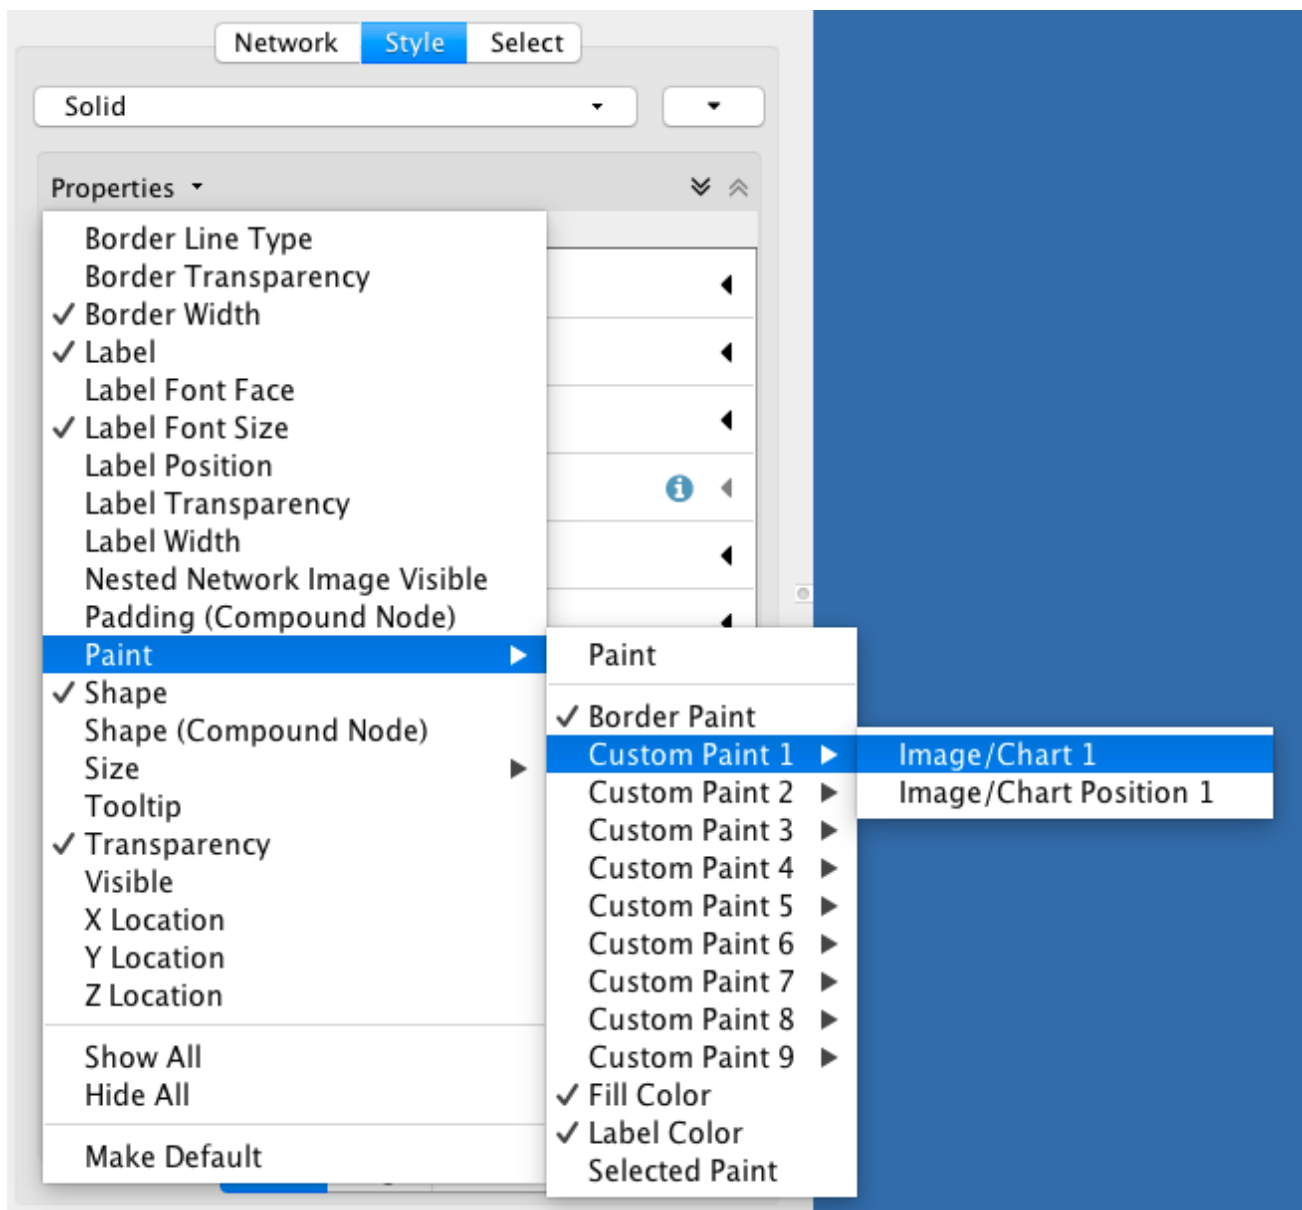 Network Style Select
Solid
Properties
Border Line Type
Border Transparency
✓ Border Width
✓ Label
Label Font Face
✓ Label Font Size
Label Position
Label Transparency
Label Width
Nested Network Image Visible
Padding (Compound Node)
Paint
✓ Shape
Shape (Compound Node)
Size
Tooltip
✓ Transparency
Visible
X Location
Y Location
Z Location
Show All
Hide All
Make Default
Paint
✓ Border Paint
Custom Paint 1
Custom Paint 2
Custom Paint 3
Custom Paint 4
Custom Paint 5
Custom Paint 6
Custom Paint 7
Custom Paint 8
Custom Paint 9
✓ Fill Color
✓ Label Color
Selected Paint
Image/Chart 1
Image/Chart Position 1